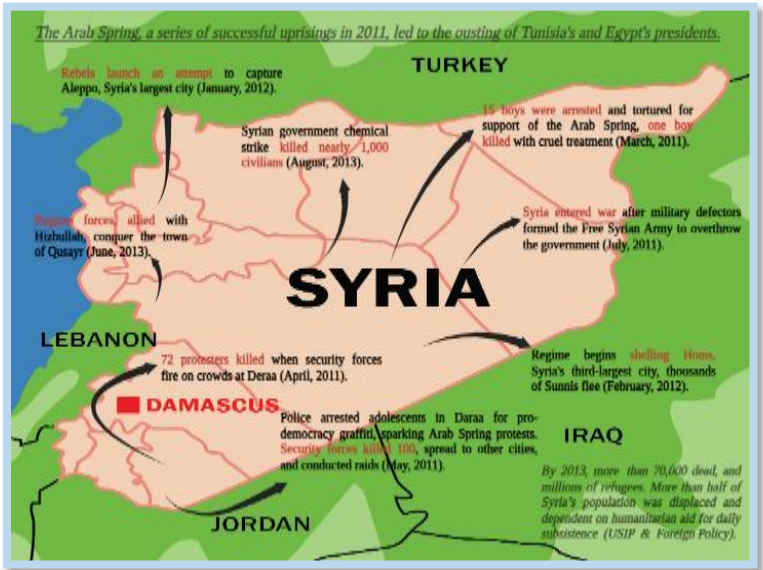 The Arab Spring, a series of successful uprisings in 2011, led to the ousting of Tunisia's and Egypt's presidents.
TURKEY
Rebels launch an attempt to capture
Aleppo, Syria's largest city (January, 2012).
Syrian government chemical
strike killed nearly 1,000
civilians (August, 2013).
15 boys were arrested and tortured for
support of the Arab Spring, one boy
killed with cruel treatment (March, 2011).
Regime forces, allied with
Hizbullah, conquer the town
of Qusayr (June, 2013).
Syria entered war after military defectors
formed the Free Syrian Army to overthrow
the government (July, 2011).
SYRIA
LEBANON
72 protesters killed when security forces
fire on crowds at Deraa (April, 2011).
Regime begins shelling Homs,
Syria's third-largest city, thousands
of Sunnis flee (February, 2012).
DAMASCUS
Police arrested adolescents in Daraa for pro-
democracy graffiti, sparking Arab Spring protests.
Security forces killed 100, spread to other cities,
and conducted raids (May, 2011).
IRAQ
JORDAN
By 2013, more than 70,000 dead, and
millions of refugees. More than half of
Syria's population was displaced and
dependent on humanitarian aid for daily
subsistence (USIP & Foreign Policy).